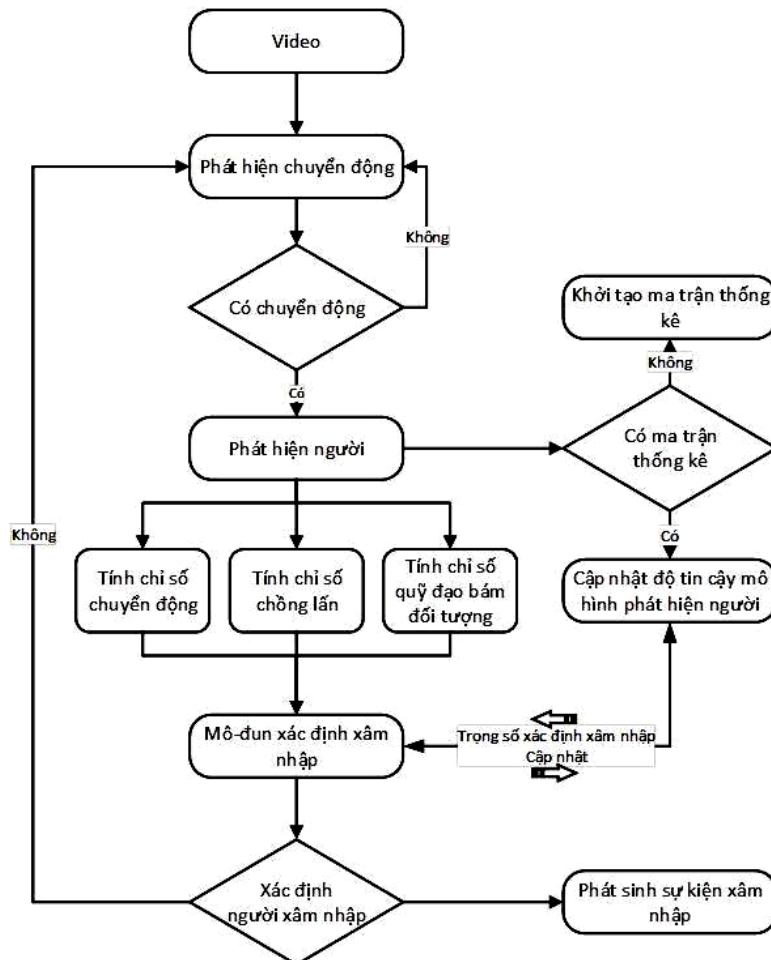 Video
Phát hiện chuyển động
Không
Có chuyển động
Khởi tạo ma trận thống
kê
Không
Có
Phát hiện người
Có ma trận
thống kê
Không
Có
Tính chỉ số
chuyển động
Tính chỉ số
chồng lấn
Tính chỉ số
quỹ đạo bám
đối tượng
Cập nhật độ tin cậy mô
hình phát hiện người
Mô-đun xác định xâm
nhập
Trọng số xác định xâm nhập
Cập nhật
Xác định
người xâm nhập
Phát sinh sự kiện xâm
nhập